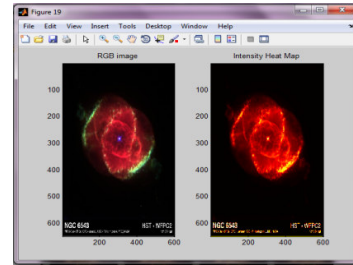 Figure 19
File Edit View Insert Tools Desktop Window Help
RGB image
Intensity Heat Map
100
200
300
400
500
600
200 400 600
NGC 6543
HST • WFPC2
100
200
300
400
500
600
200 400 600
NGC 6543
HST • WFPC2